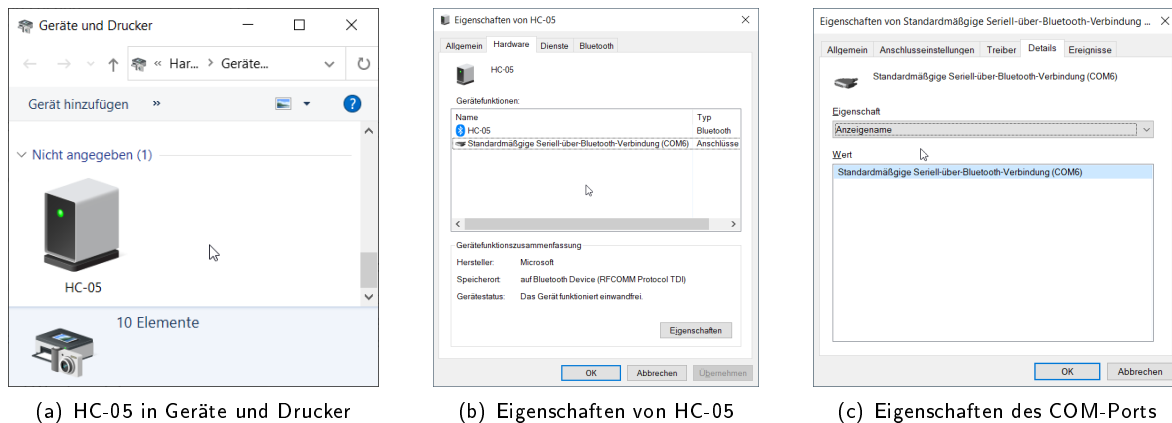 Geräte und Drucker
« Har... > Geräte...
Gerät hinzufügen »
?
Nicht angegeben (1)
HC-05
10 Elemente
(a) HC-05 in Geräte und Drucker
Eigenschaften von HC-05
Allgemein Hardware Dienste Bluetooth
HC-05
Gerätefunktionen:
Name Typ
HC-05 Bluetooth
Standardmäßgige Seriell-über-Bluetooth-Verbindung (COM6) Anschlüsse
Gerätefunktionszusammenfassung
Hersteller: Microsoft
Speicherort: auf Bluetooth Device (RFCOMM Protocol TDI)
Gerätestatus: Das Gerät funktioniert einwandfrei.
Eigenschaften
OK Abbrechen Übernehmen
(b) Eigenschaften von HC-05
Eigenschaften von Standardmäßgige Seriell-über-Bluetooth-Verbindung ...
Allgemein Anschlusseinstellungen Treiber Details Ereignisse
Standardmäßgige Seriell-über-Bluetooth-Verbindung (COM6)
Eigenschaft
Anzeigename
Wert
Standardmäßgige Seriell-über-Bluetooth-Verbindung (COM6)
OK Abbrechen
(c) Eigenschaften des COM-Ports